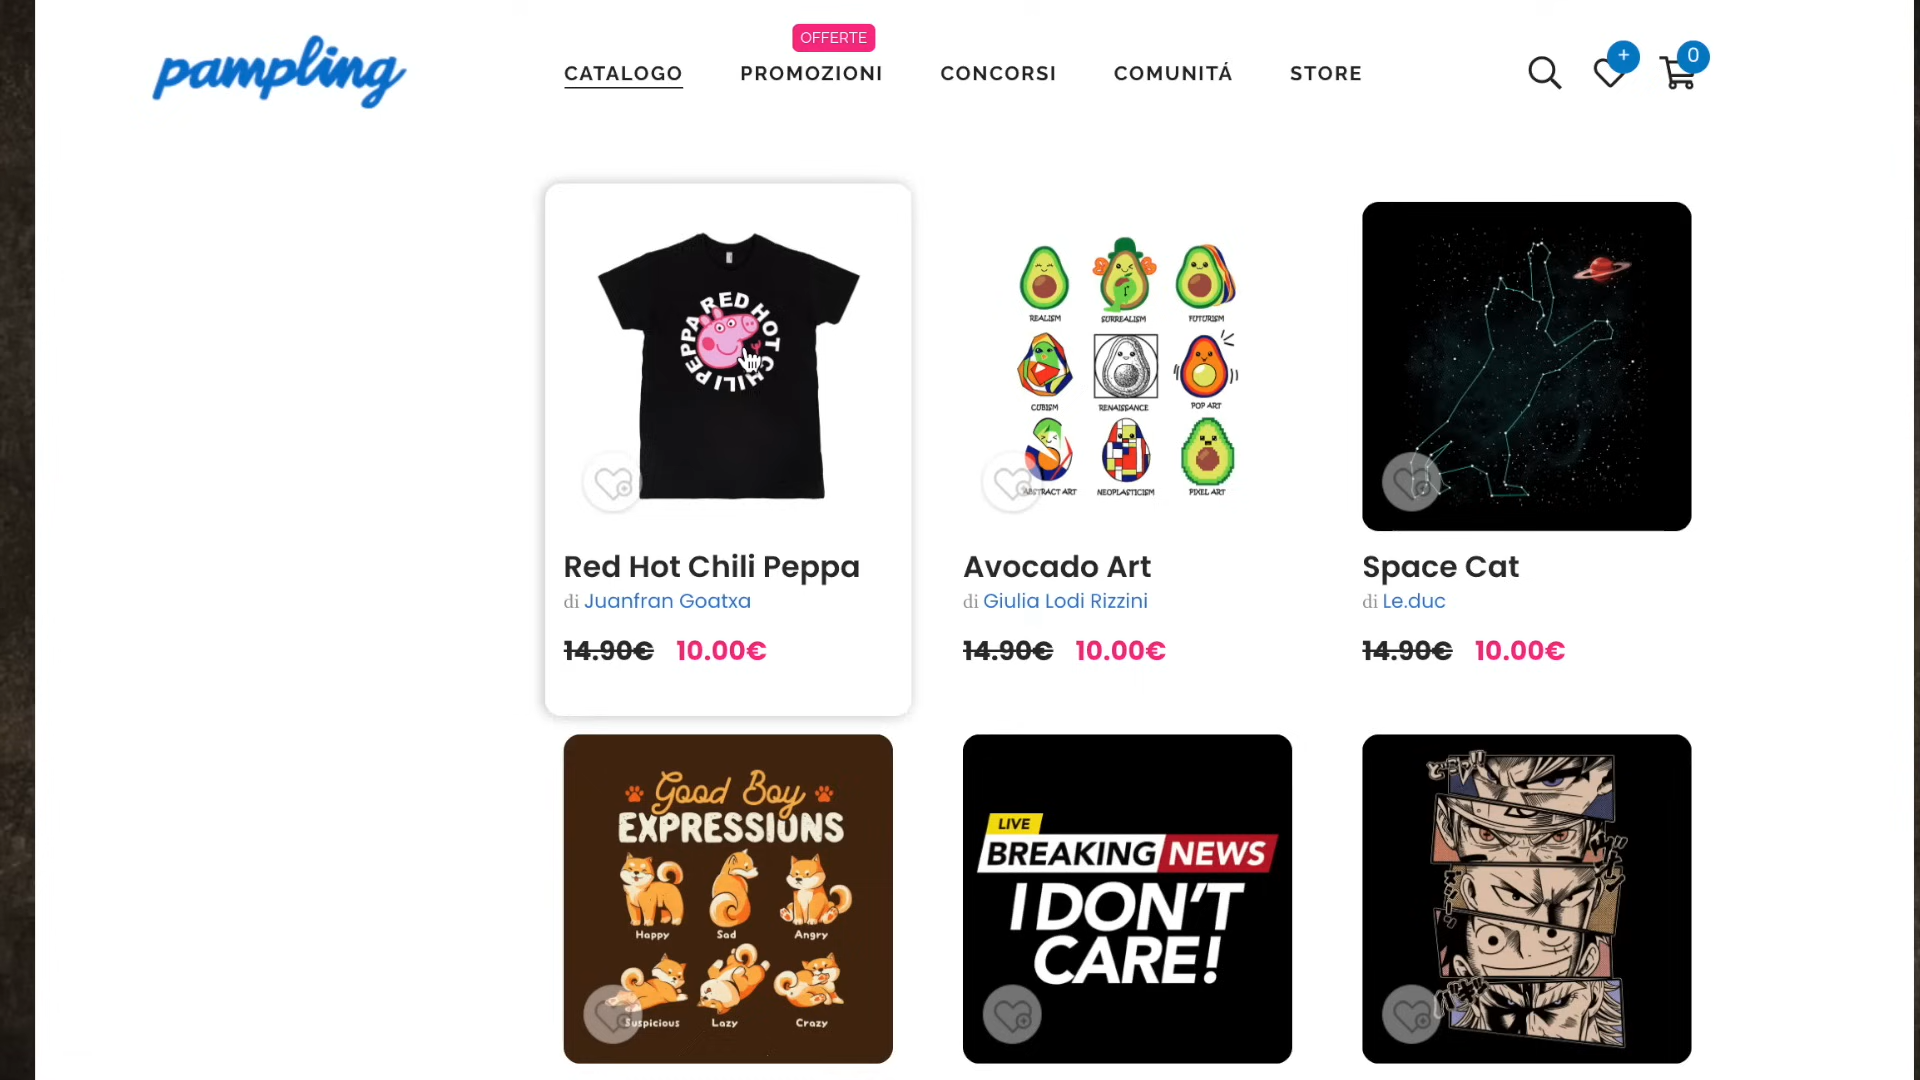 pampling
OFFERTE
CATALOGO
PROMOZIONI
CONCORSI
COMUNITÁ
STORE
+
0
RED HOT CHILI PEPPA
REALISM
SURREALISM
FUTURISM
CUBISM
RENAISSANCE
POP ART
ABSTRACT ART
NEOPLASTICISM
PIXEL ART
Red Hot Chili Peppa
Avocado Art
Space Cat
di Juanfran Goatxa
di Giulia Lodi Rizzini
di Le.duc
14.90€ 10.00€
14.90€ 10.00€
14.90€ 10.00€
Good Boy
EXPRESSIONS
Happy
Sad
Angry
Suspicious
Lazy
Crazy
LIVE
BREAKING NEWS
I DON'T
CARE!